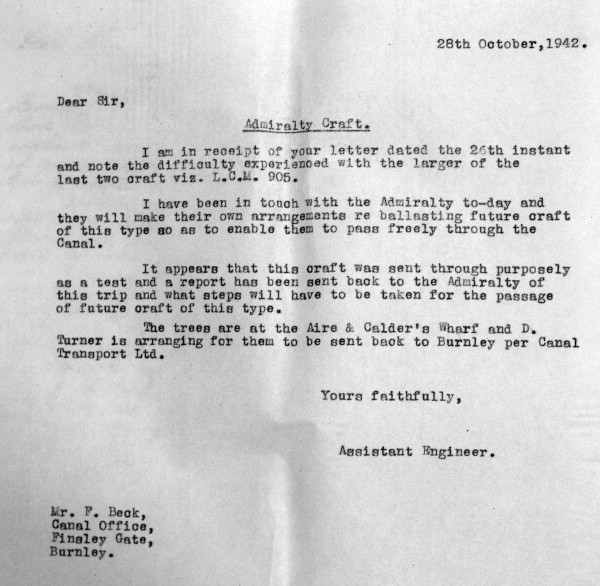 28th October,1942.
Dear Sir,
Admiralty Craft.
I am in receipt of your letter dated the 26th instant
and note the difficulty experienced with the larger of the
last two craft viz. L.C.M. 905.
I have been in touch with the Admiralty to-day and
they will make their own arrangements re ballasting future craft
of this type so as to enable them to pass freely through the
Canal.
It appears that this craft was sent through purposely
as a test and a report has been sent back to the Admiralty of
this trip and what steps will have to be taken for the passage
of future craft of this type.
The trees are at the Aire & Calder's Wharf and D.
Turner is arranging for them to be sent back to Burnley per Canal
Transport Ltd.
Yours faithfully,
Assistant Engineer.
Mr. F. Beck,
Canal Office,
Finsley Gate,
Burnley.